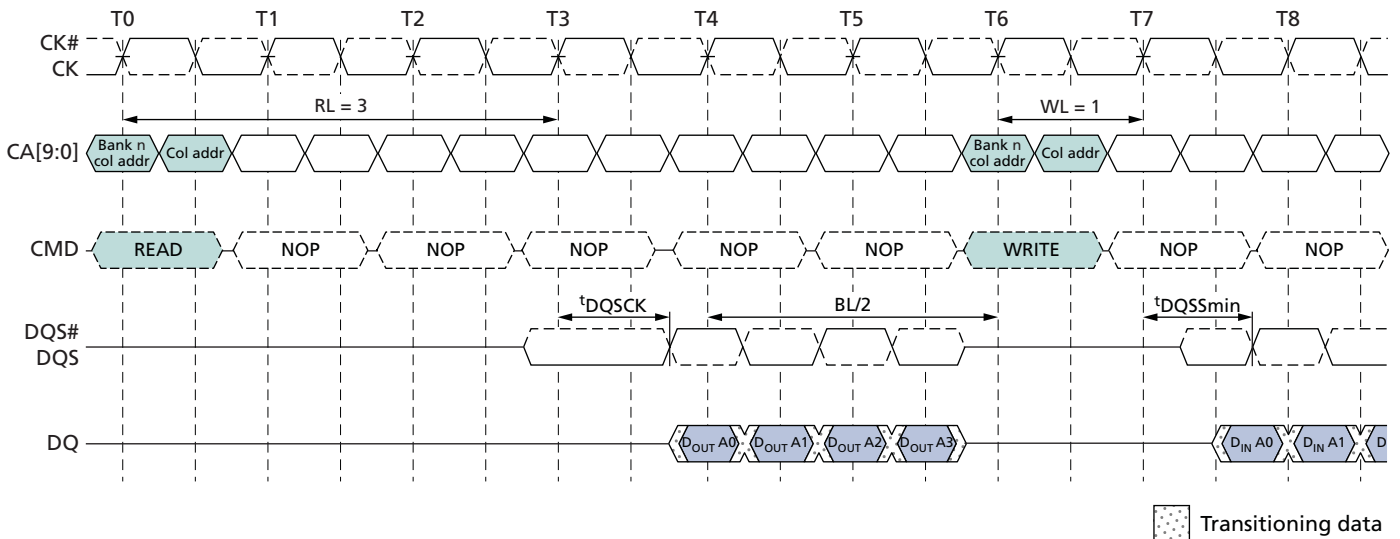 T0 T1 T2 T3 T4 T5 T6 T7 T8
CK#
CK
RL = 3 WL = 1
CA[9:0] Bank n col addr Col addr Bank n col addr Col addr
CMD READ NOP NOP NOP NOP NOP WRITE NOP NOP
tDQSCK BL/2 tDQSSmin
DQS#
DQS
DQ DOUT A0 DOUT A1 DOUT A2 DOUT A3 DIN A0 DIN A1 D
Transitioning data